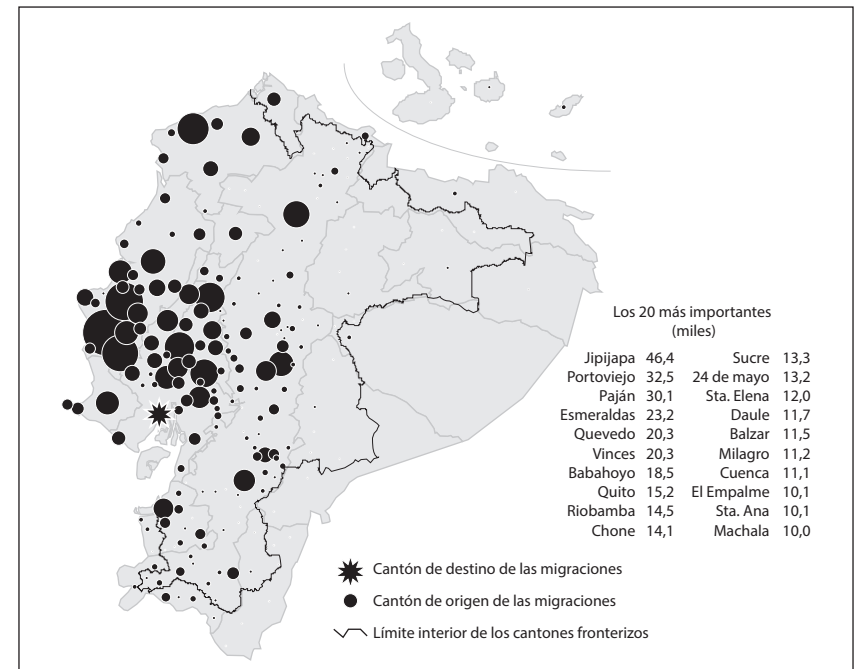 Los 20 más importantes
(miles)
Jipijapa 46,4 Sucre 13,3
Portoviejo 32,5 24 de mayo 13,2
Paján 30,1 Sta. Elena 12,0
Esmeraldas 23,2 Daule 11,7
Quevedo 20,3 Balzar 11,5
Vinces 20,3 Milagro 11,2
Babahoyo 18,5 Cuenca 11,1
Quito 15,2 El Empalme 10,1
Riobamba 14,5 Sta. Ana 10,1
Chone 14,1 Machala 10,0
Cantón de destino de las migraciones
Cantón de origen de las migraciones
Límite interior de los cantones fronterizos